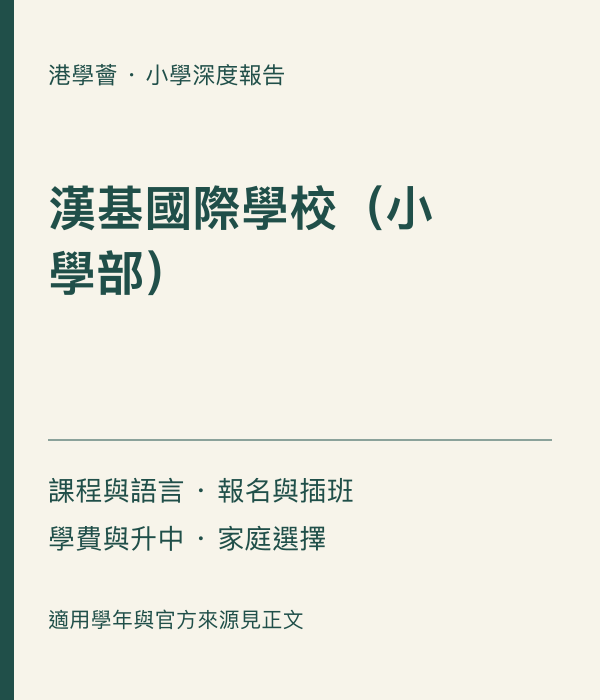 港學薈 · 小學深度報告
漢基國際學校（小
學部）
課程與語言 · 報名與插班
學費與升中 · 家庭選擇
適用學年與官方來源見正文